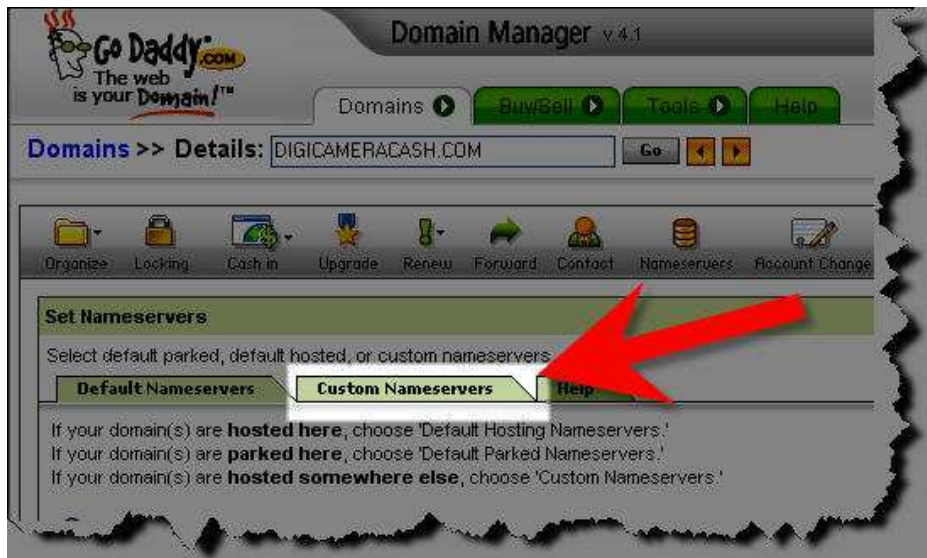 Go Daddy.COM
The web
is your Domain!™
Domain Manager v 4.1
Domains Buy/Sell Tools Help
Domains >> Details: DIGICAMERACASH.COM Go
Organize Locking Cash in Upgrade Renew Forward Contact Nameservers Account Change
Set Nameservers
Select default parked, default hosted, or custom nameservers
Default Nameservers Custom Nameservers Help
If your domain(s) are hosted here, choose 'Default Hosting Nameservers.'
If your domain(s) are parked here, choose 'Default Parked Nameservers.'
If your domain(s) are hosted somewhere else, choose 'Custom Nameservers.'